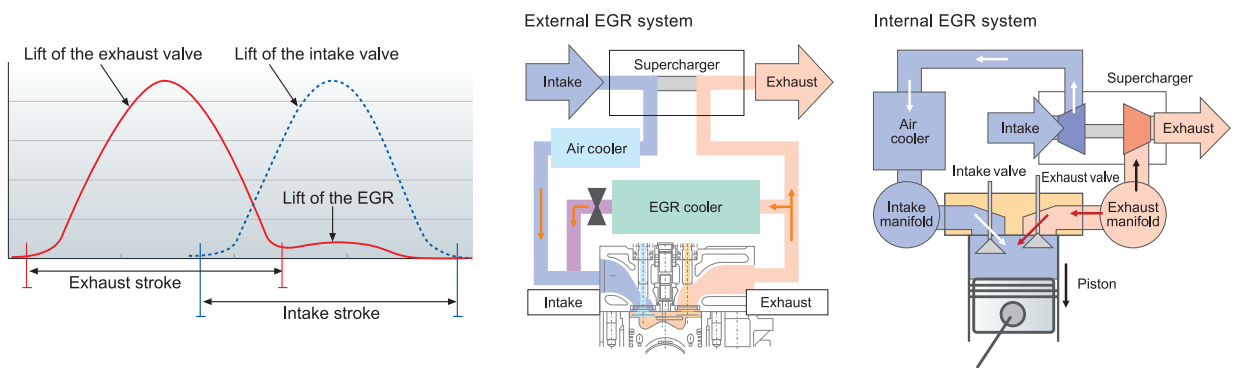 Lift of the exhaust valve
Lift of the intake valve
Lift of the EGR
Exhaust stroke
Intake stroke
External EGR system
Intake
Supercharger
Exhaust
Air cooler
EGR cooler
Intake
Exhaust
Internal EGR system
Supercharger
Air
cooler
Intake
Exhaust
Intake valve
Exhaust valve
Intake
manifold
Exhaust
manifold
Piston